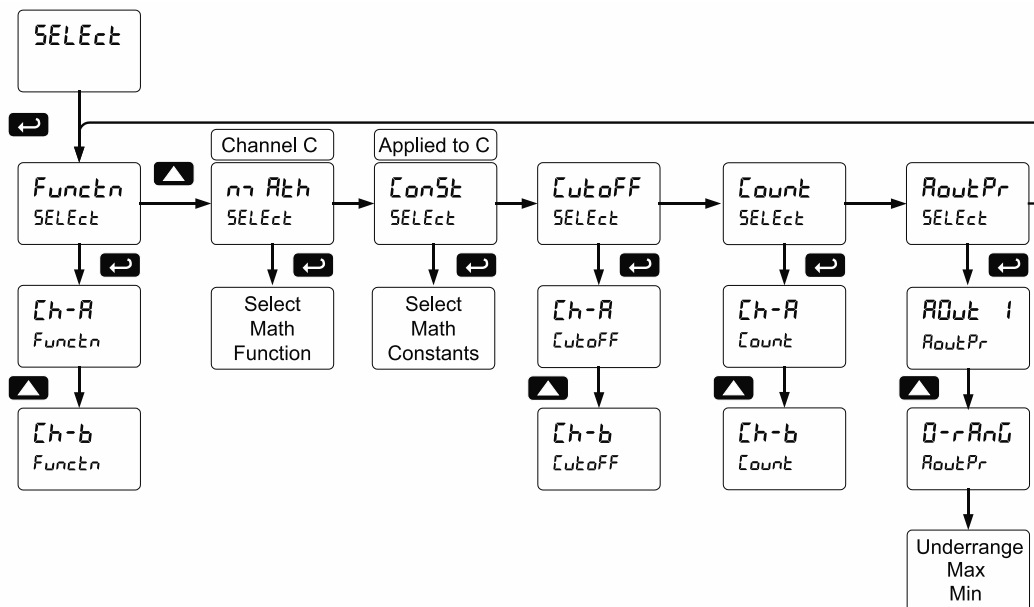 SELEct
Channel C
Applied to C
Functn
SELEct
mAth
SELEct
ConSt
SELEct
CutoFF
SELEct
Count
SELEct
AoutPr
SELEct
Ch-A
Functn
Select
Math
Function
Select
Math
Constants
Ch-A
CutoFF
Ch-A
Count
AOut 1
AoutPr
Ch-b
Functn
Ch-b
CutoFF
Ch-b
Count
O-rAnG
AoutPr
Underrange
Max
Min